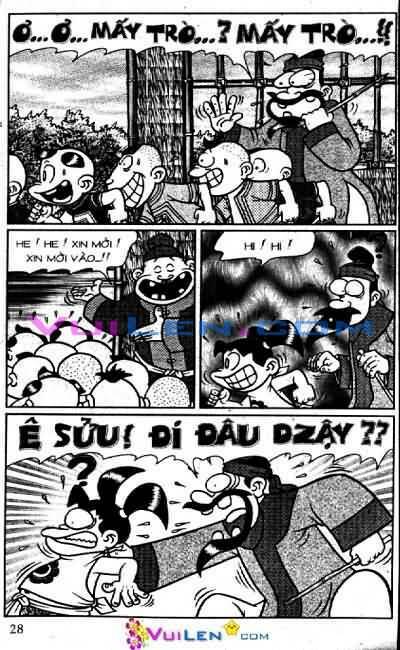 Ơ...Ơ...MẤY TRÒ...? MẤY TRÒ...!!
HE! HE! XIN MỜI!
XIN MỜI VÀO...!!
HI! HI!
VUILEN.COM
Ê SỬU! ĐI ĐÂU DZẬY??
28
VUILEN.COM